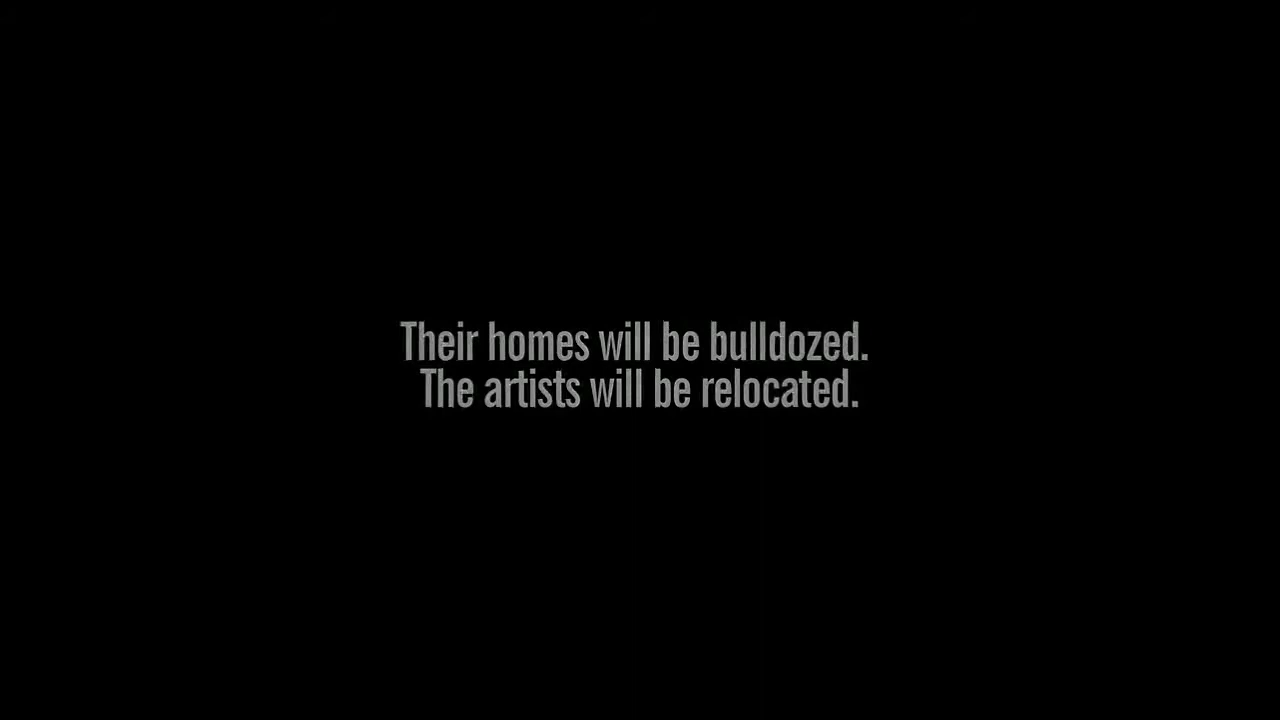 Their homes will be bulldozed.
The artists will be relocated.